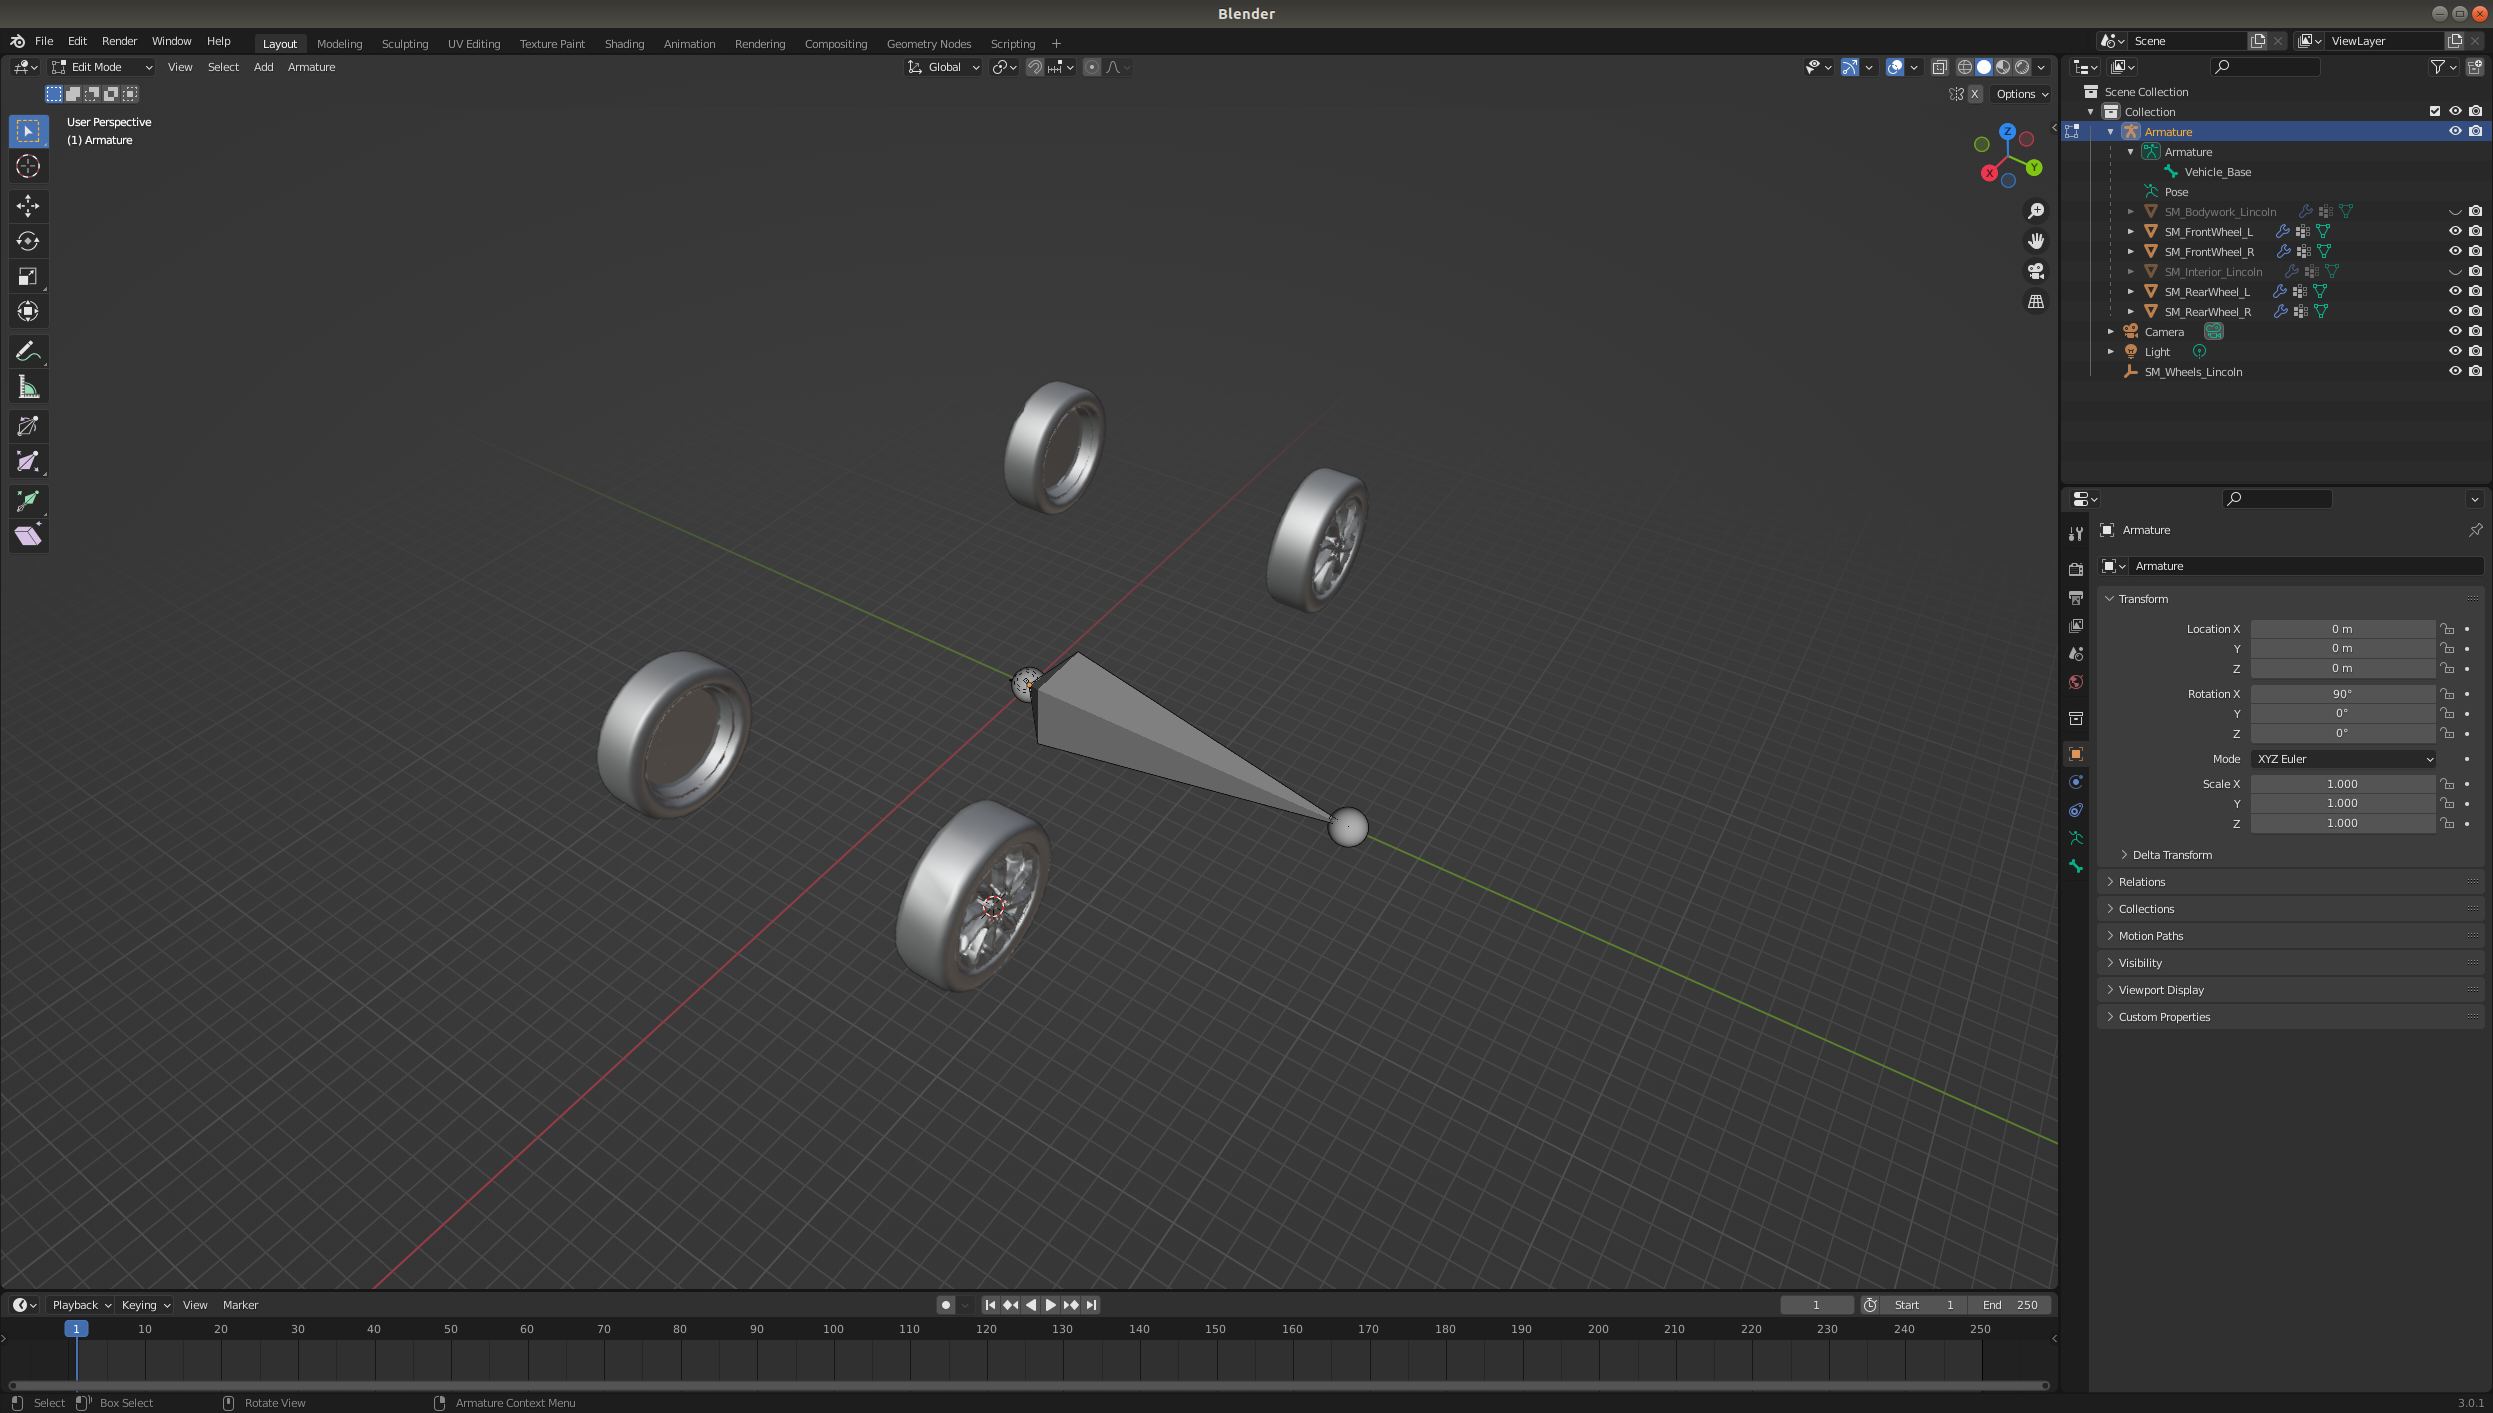 Blender
File Edit Render Window Help Layout Modeling Sculpting UV Editing Texture Paint Shading Animation Rendering Compositing Geometry Nodes Scripting + Scene ViewLayer
Edit Mode View Select Add Armature Global
X Options
User Perspective
(1) Armature
Z
Y
X
Scene Collection
Collection
Armature
Armature
Vehicle_Base
Pose
SM_Bodywork_Lincoln
SM_FrontWheel_L
SM_FrontWheel_R
SM_Interior_Lincoln
SM_RearWheel_L
SM_RearWheel_R
Camera
Light
SM_Wheels_Lincoln
Armature
Armature
Transform
Location X 0 m
Y 0 m
Z 0 m
Rotation X 90°
Y 0°
Z 0°
Mode XYZ Euler
Scale X 1.000
Y 1.000
Z 1.000
Delta Transform
Relations
Collections
Motion Paths
Visibility
Viewport Display
Custom Properties
Playback Keying View Marker 1 Start 1 End 250
1 10 20 30 40 50 60 70 80 90 100 110 120 130 140 150 160 170 180 190 200 210 220 230 240 250
Select Box Select Rotate View Armature Context Menu 3.0.1